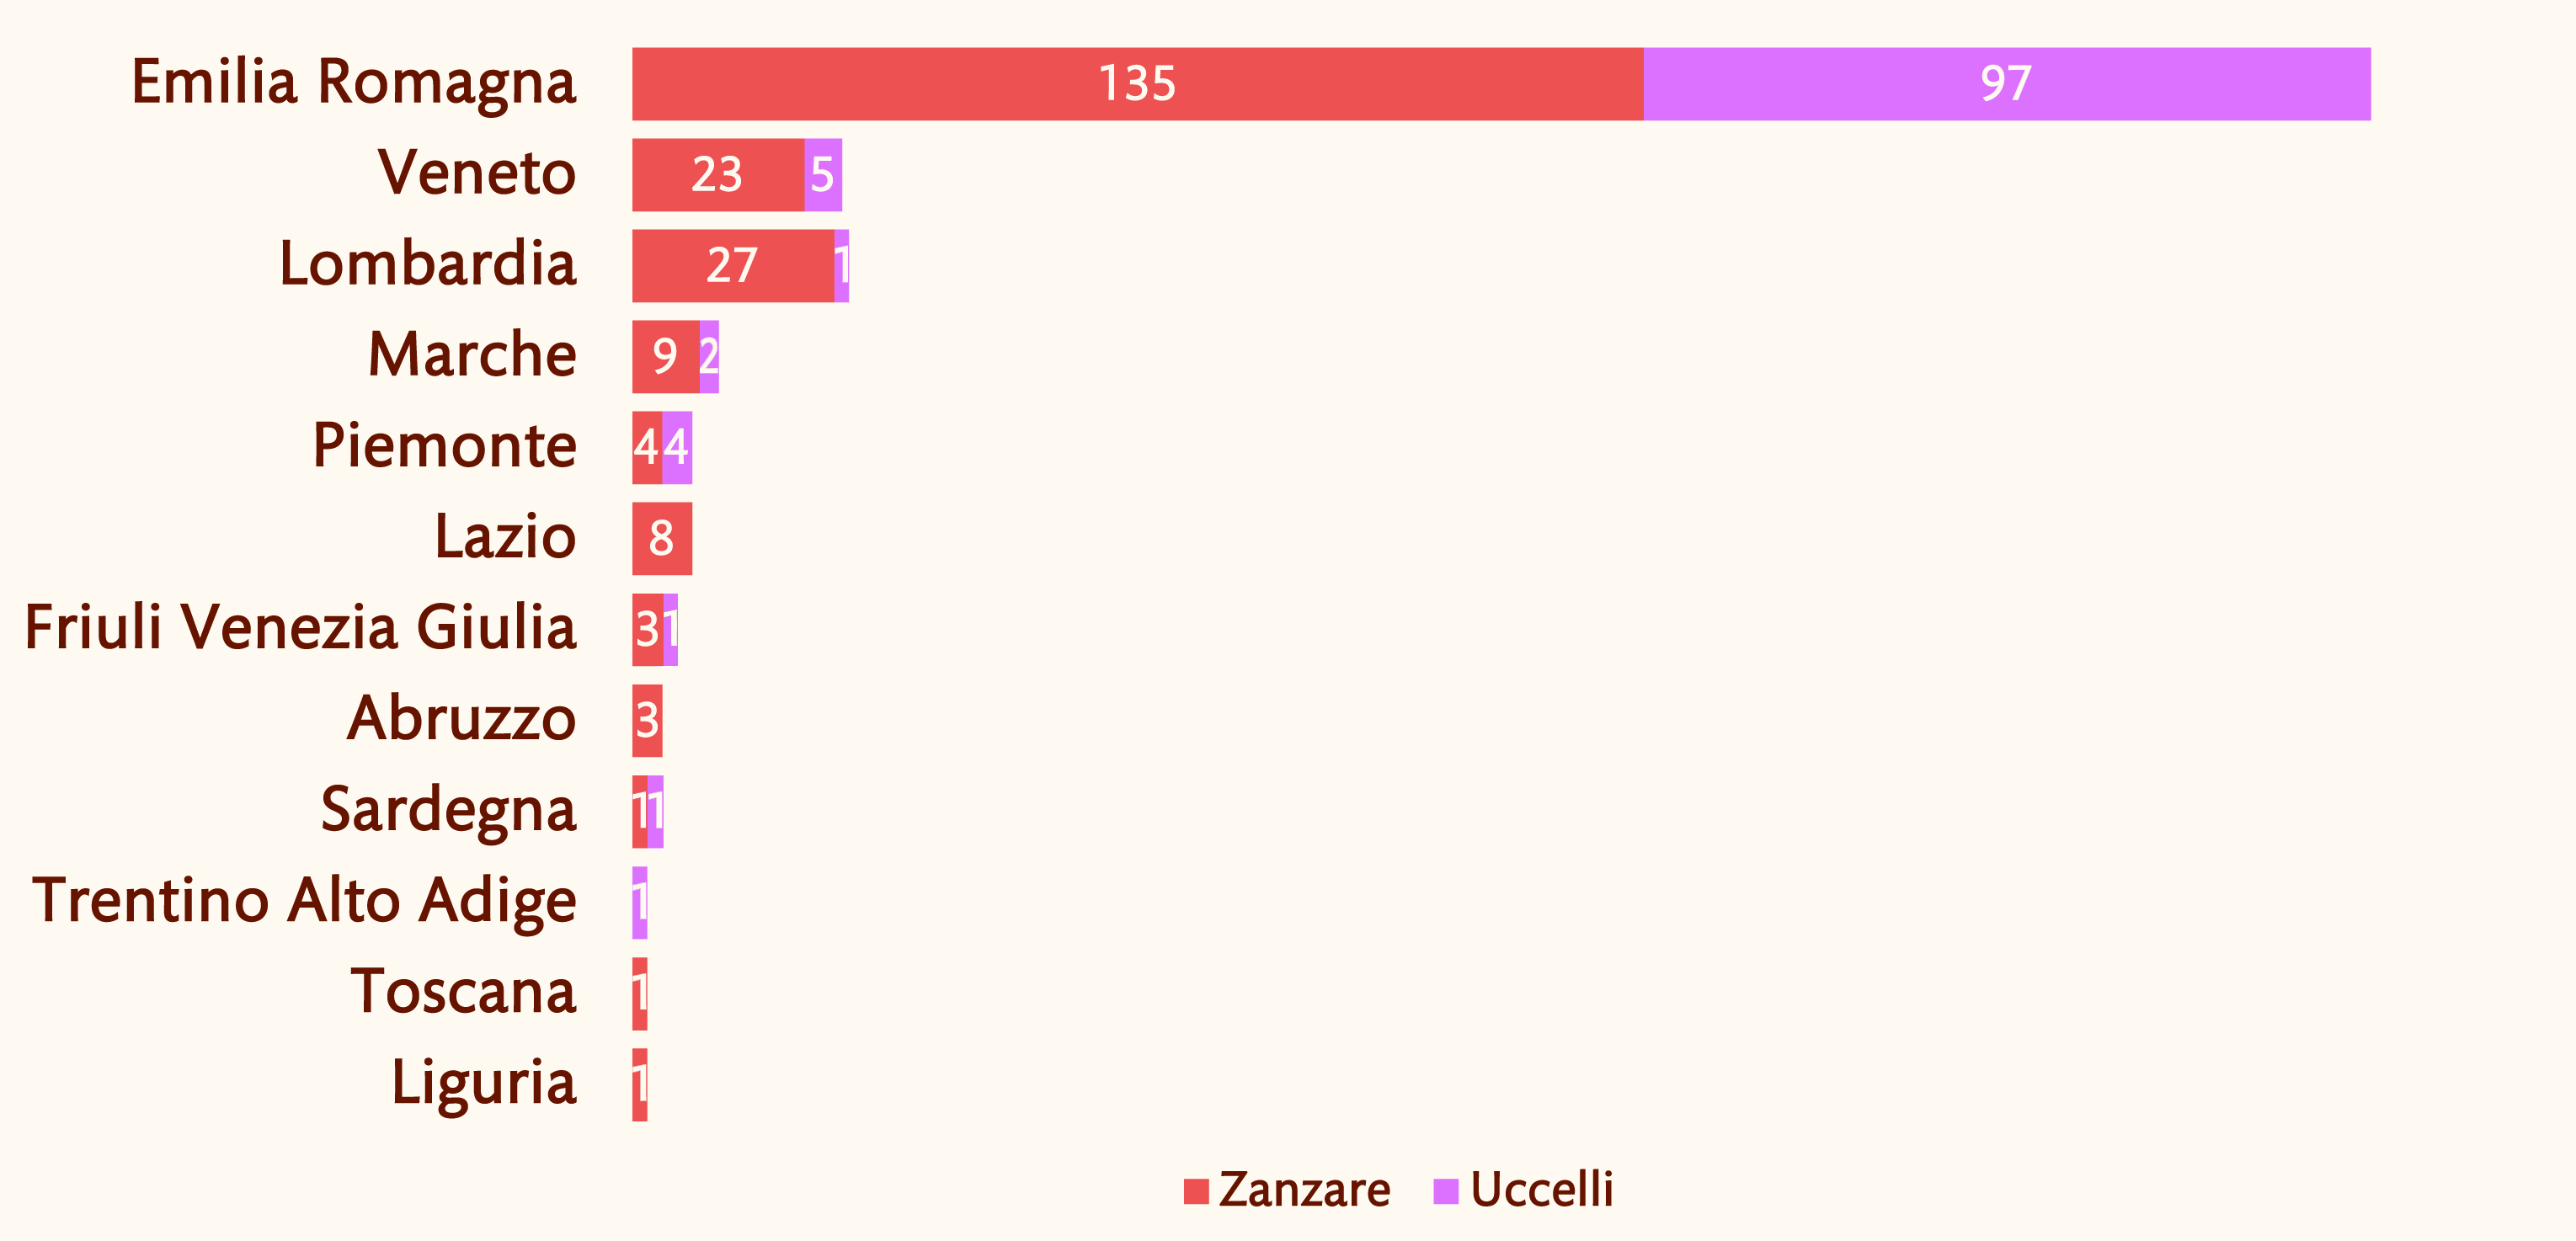 Emilia Romagna 135 97
Veneto 23 5
Lombardia 27 1
Marche 9 2
Piemonte 4 4
Lazio 8
Friuli Venezia Giulia 3 1
Abruzzo 3
Sardegna 1 1
Trentino Alto Adige 1
Toscana 1
Liguria 1
Zanzare Uccelli